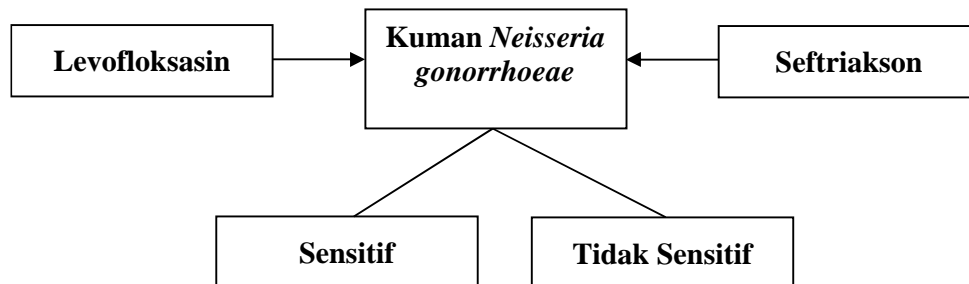 Levofloksasin
Kuman Neisseria
gonorrhoeae
Seftriakson
Sensitif
Tidak Sensitif